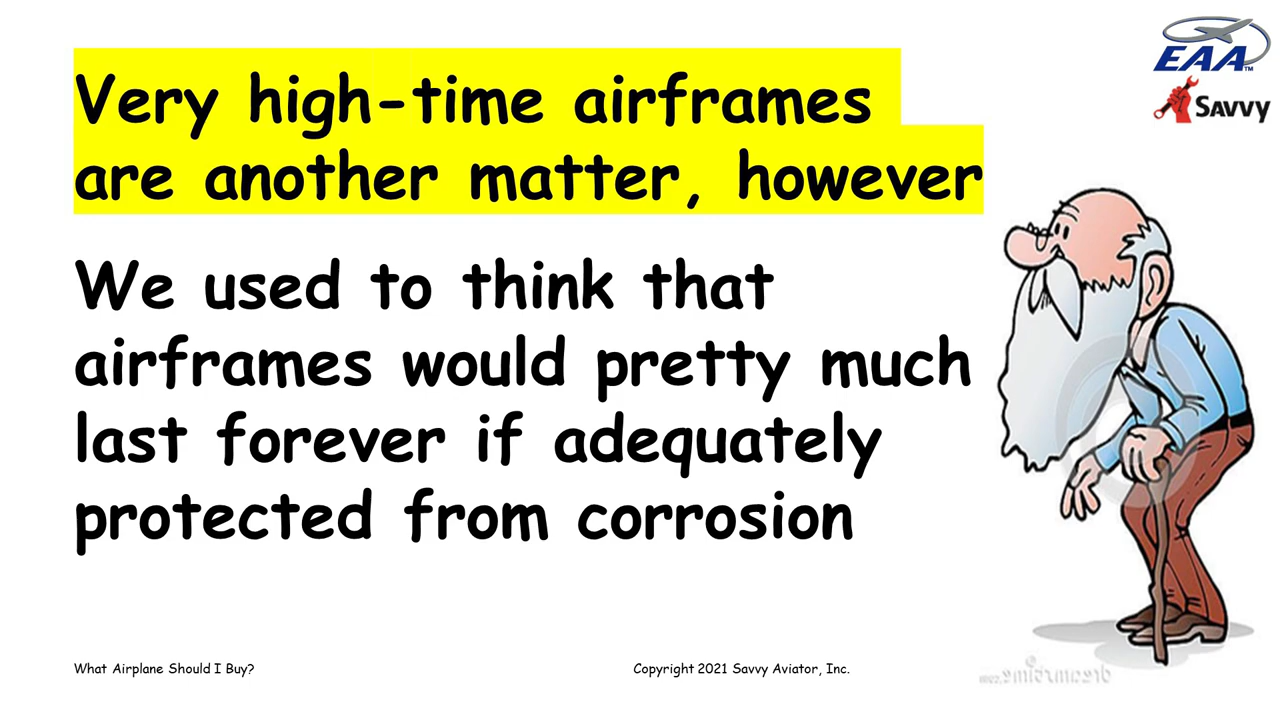 EAA™
Savvy
Very high-time airframes
are another matter, however
We used to think that
airframes would pretty much
last forever if adequately
protected from corrosion
What Airplane Should I Buy?
Copyright 2021 Savvy Aviator, Inc.